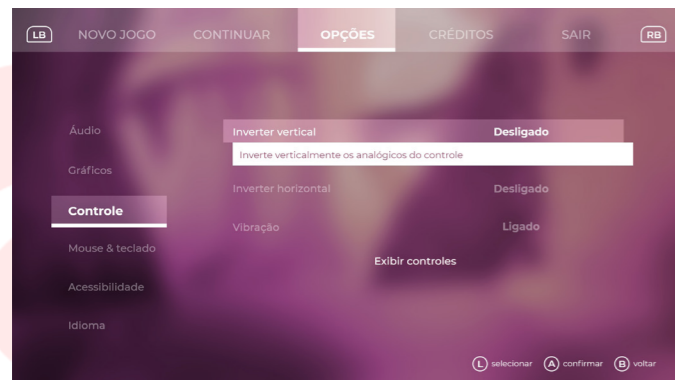 LB NOVO JOGO CONTINUAR OPÇÕES CRÉDITOS SAIR RB
Áudio
Inverter vertical Desligado
Inverte verticalmente os analógicos do controle
Gráficos
Inverter horizontal Desligado
Controle
Vibração Ligado
Mouse & teclado
Exibir controles
Acessibilidade
Idioma
L selecionar A confirmar B voltar